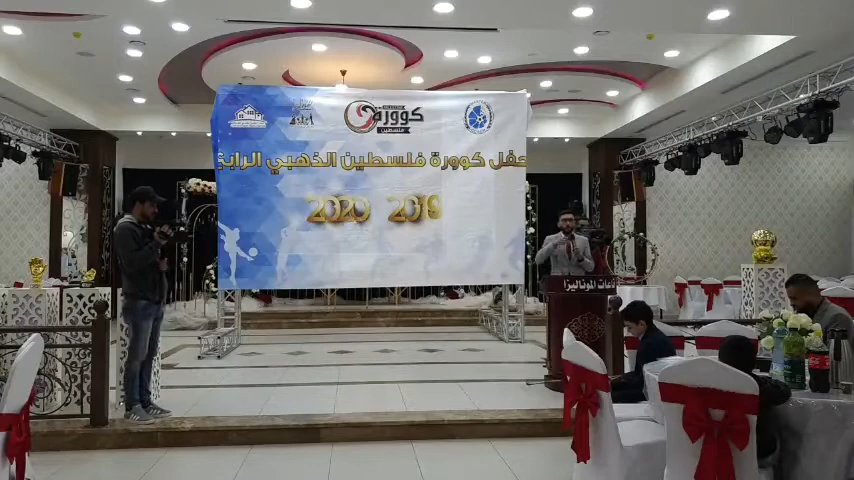 كوورة
فلسطين
حفل كوورة فلسطين الذهبي الرابع
2020 2019
قاعات الموناليزا